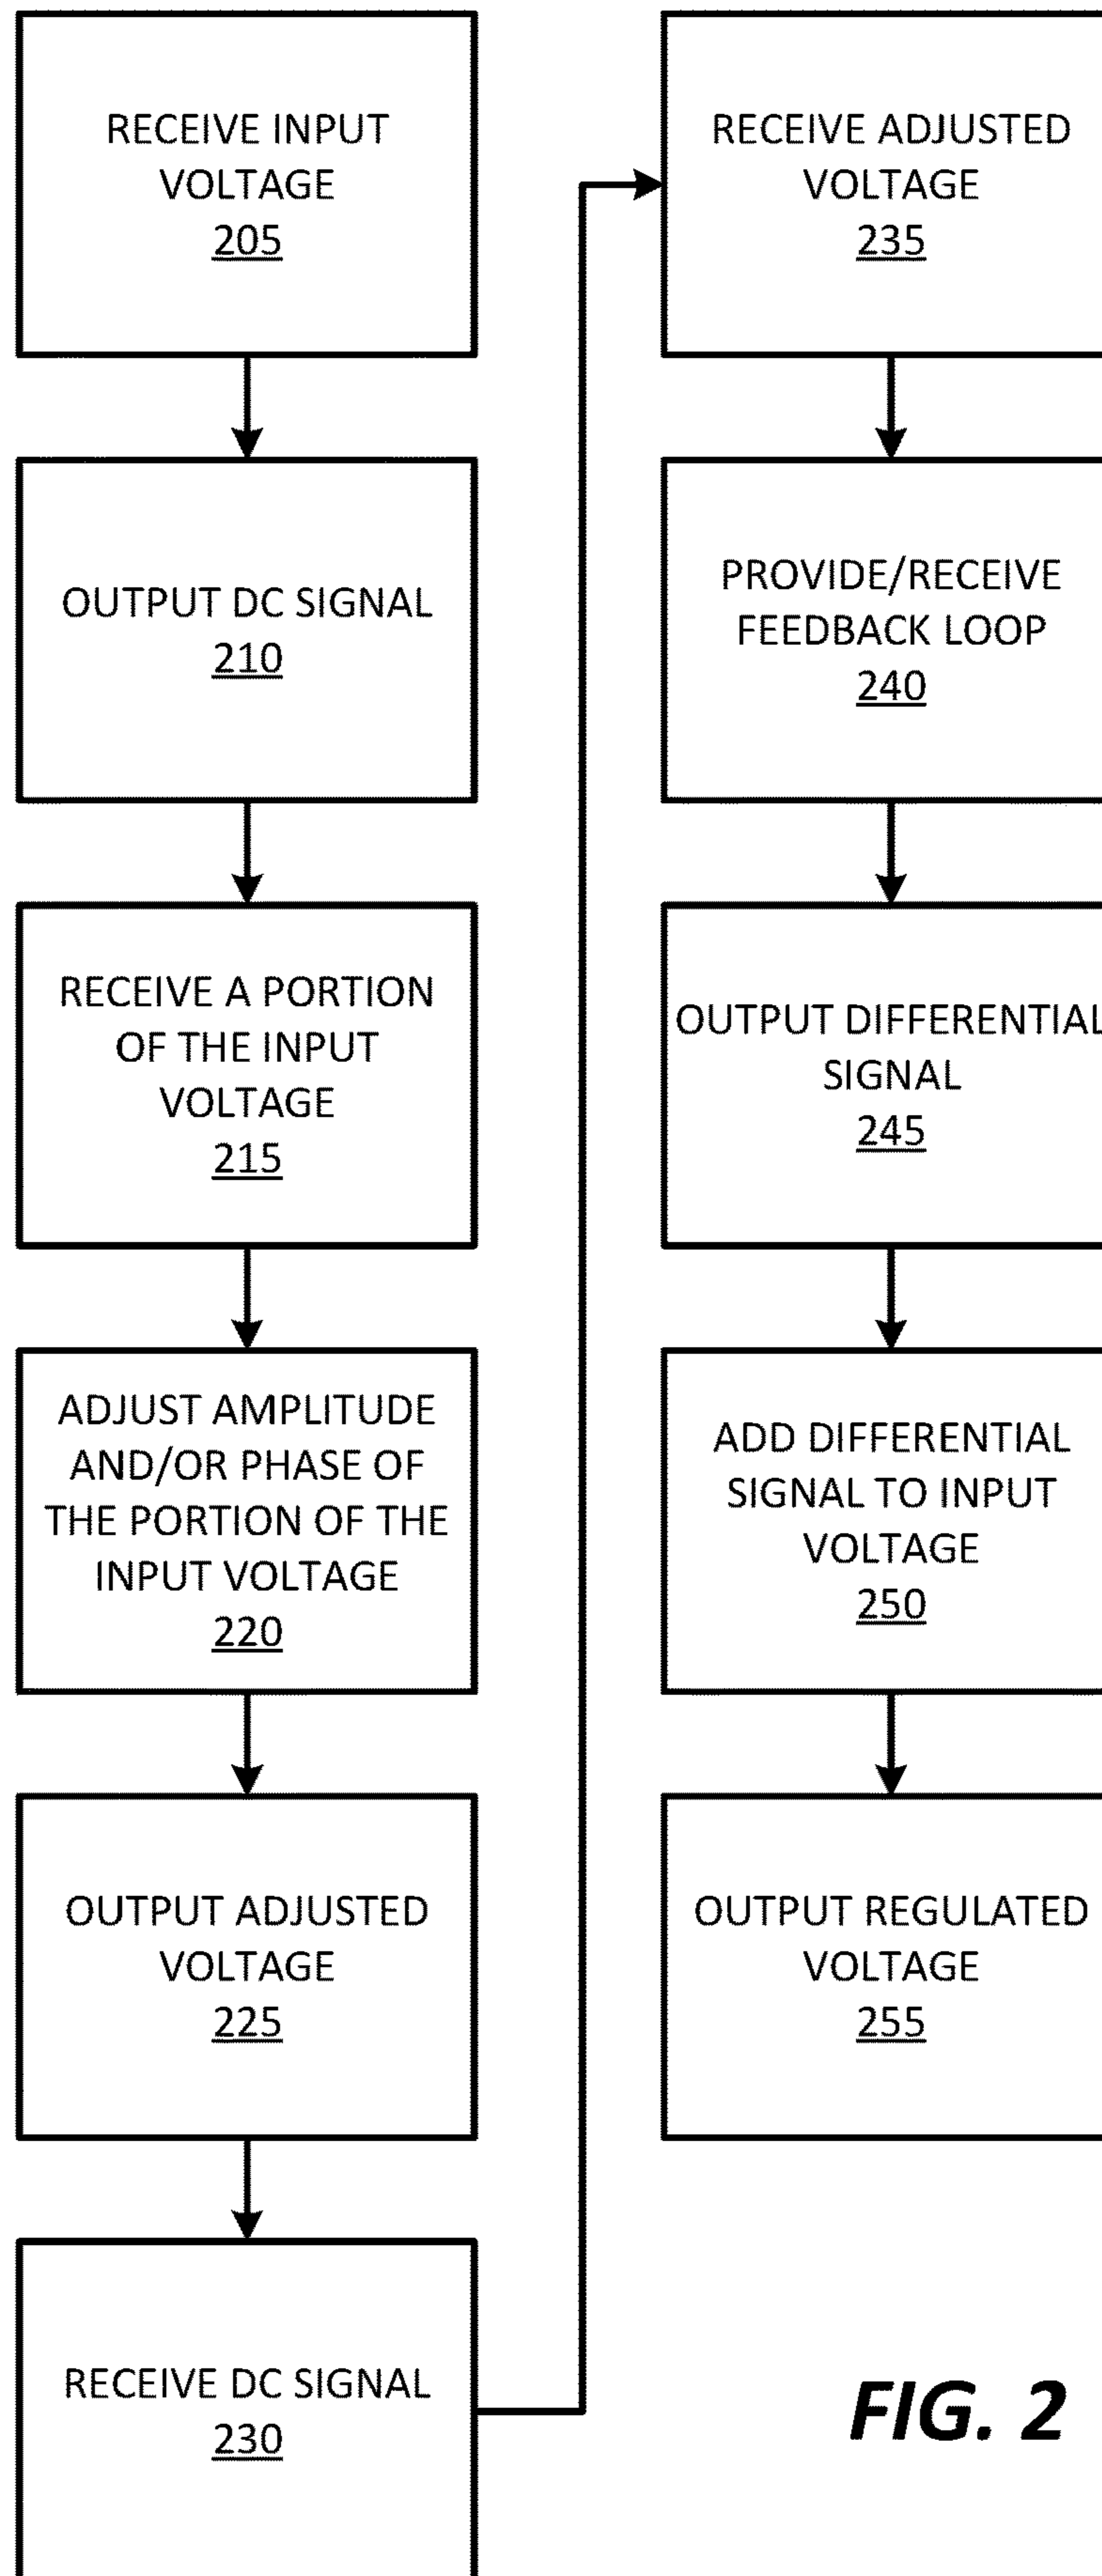 RECEIVE INPUT
VOLTAGE
205
OUTPUT DC SIGNAL
210
RECEIVE A PORTION
OF THE INPUT
VOLTAGE
215
ADJUST AMPLITUDE
AND/OR PHASE OF
THE PORTION OF THE
INPUT VOLTAGE
220
OUTPUT ADJUSTED
VOLTAGE
225
RECEIVE DC SIGNAL
230
RECEIVE ADJUSTED
VOLTAGE
235
PROVIDE/RECEIVE
FEEDBACK LOOP
240
OUTPUT DIFFERENTIAL
SIGNAL
245
ADD DIFFERENTIAL
SIGNAL TO INPUT
VOLTAGE
250
OUTPUT REGULATED
VOLTAGE
255
FIG. 2